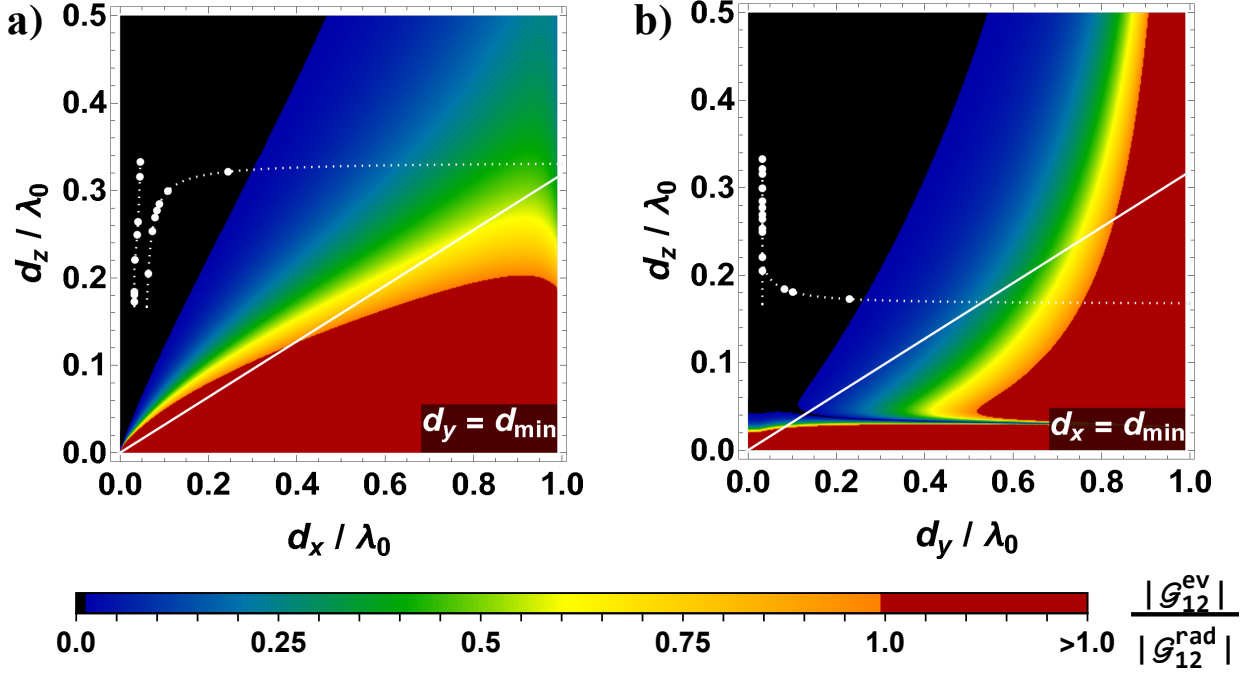 a)
0.5
0.4
0.3
0.2
0.1
0.0
d_z / λ_0
d_y = d_min
0.0 0.2 0.4 0.6 0.8 1.0
d_x / λ_0
b)
0.5
0.4
0.3
0.2
0.1
0.0
d_z / λ_0
d_x = d_min
0.0 0.2 0.4 0.6 0.8 1.0
d_y / λ_0
0.0 0.25 0.5 0.75 1.0 >1.0
|𝒢_12^ev|
|𝒢_12^rad|